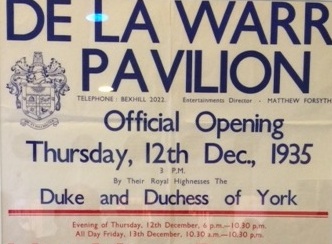 DE LA WARR
PAVILION
TELEPHONE: BEXHILL 2022. Entertainments Director - MATTHEW FORSYTH
Official Opening
Thursday, 12th Dec., 1935
3 P.M.
By Their Royal Highnesses The
Duke and Duchess of York
Evening of Thursday, 12th December, 6 p.m.—10.30 p.m.
All Day Friday, 13th December, 10.30 a.m.—10.30 p.m.